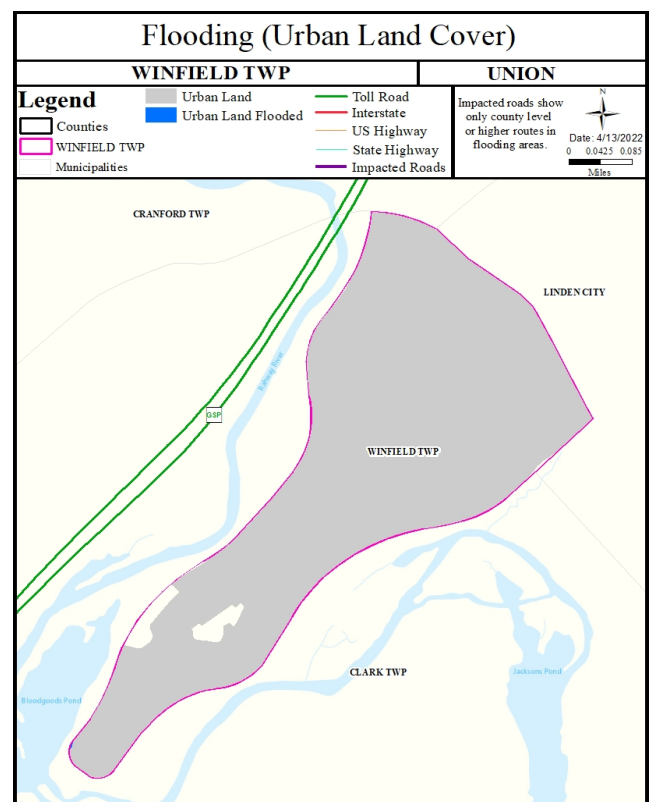 Flooding (Urban Land Cover)
WINFIELD TWP
UNION
Legend
Counties
WINFIELD TWP
Municipalities
Urban Land
Urban Land Flooded
Toll Road
Interstate
US Highway
State Highway
Impacted Roads
Impacted roads show
only county level
or higher routes in
flooding areas.
N
Date: 4/13/2022
0 0.0425 0.085
Miles
CRANFORD TWP
LINDEN CITY
Rahway River
GSP
WINFIELD TWP
CLARK TWP
Jacksons Pond
Bloodgoods Pond